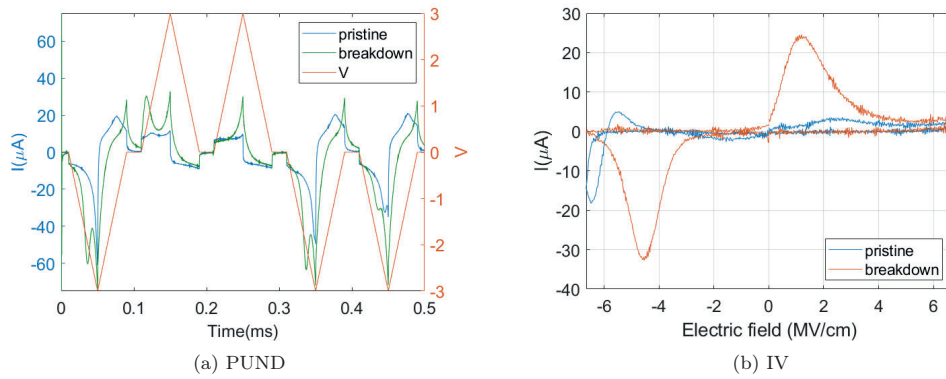 pristine
breakdown
V
60
40
20
0
-20
-40
-60
I(μA)
3
2
1
0
-1
-2
-3
V
0
0.1
0.2
0.3
0.4
0.5
Time(ms)
(a) PUND
30
20
10
0
-10
-20
-30
-40
I(μA)
pristine
breakdown
-6
-4
-2
0
2
4
6
Electric field (MV/cm)
(b) IV